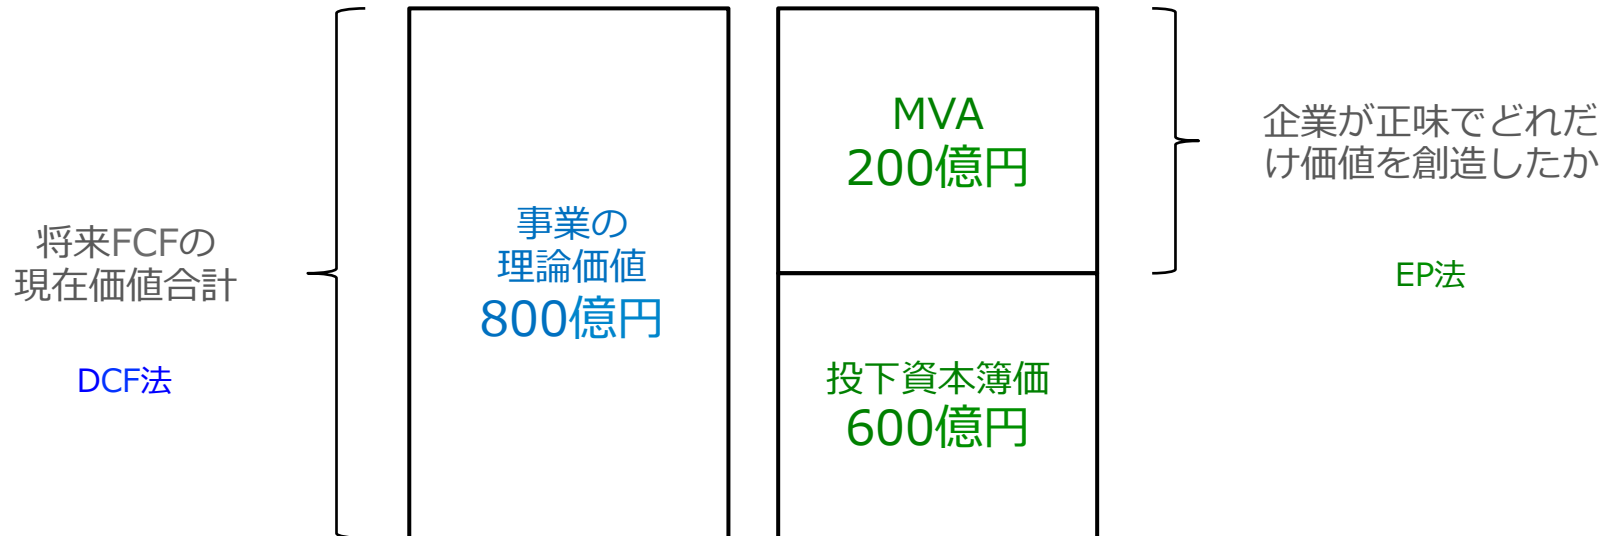 将来FCFの
現在価値合計
DCF法
事業の
理論価値
800億円
MVA
200億円
投下資本簿価
600億円
企業が正味でどれだ
け価値を創造したか
EP法